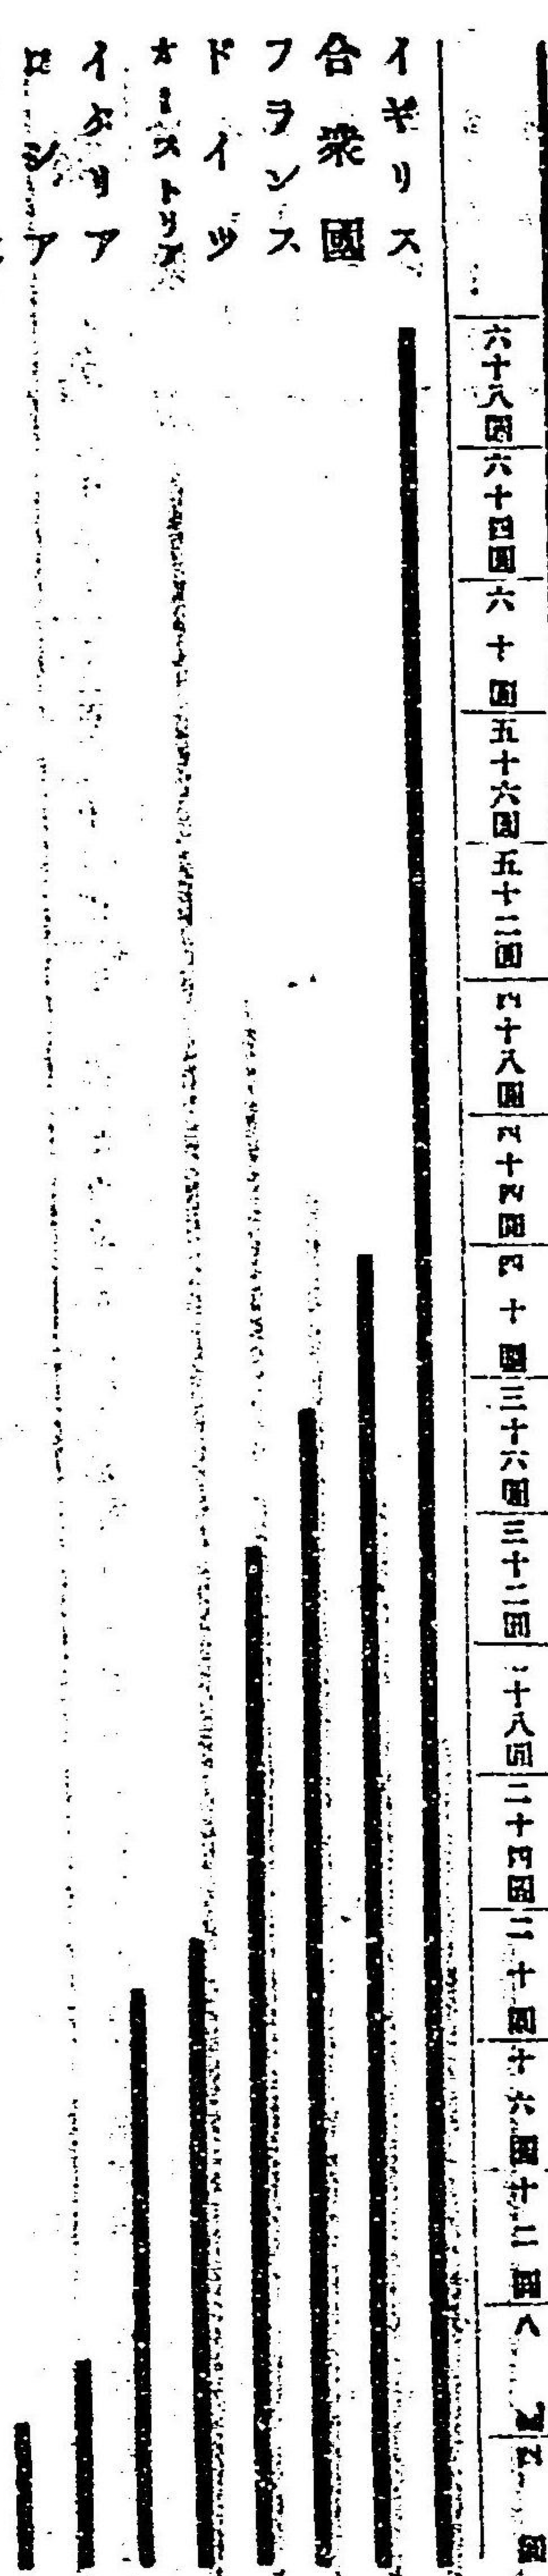 六十八圓
六十四圓
六十圓
五十六圓
五十二圓
四十八圓
四十四圓
四十圓
三十六圓
三十二圓
十八圓
二十四圓
二十圓
十六圓
十二圓
八圓
四圓
イギリス
合衆國
フランス
ドイツ
オーストリア
イタリア
ロシア